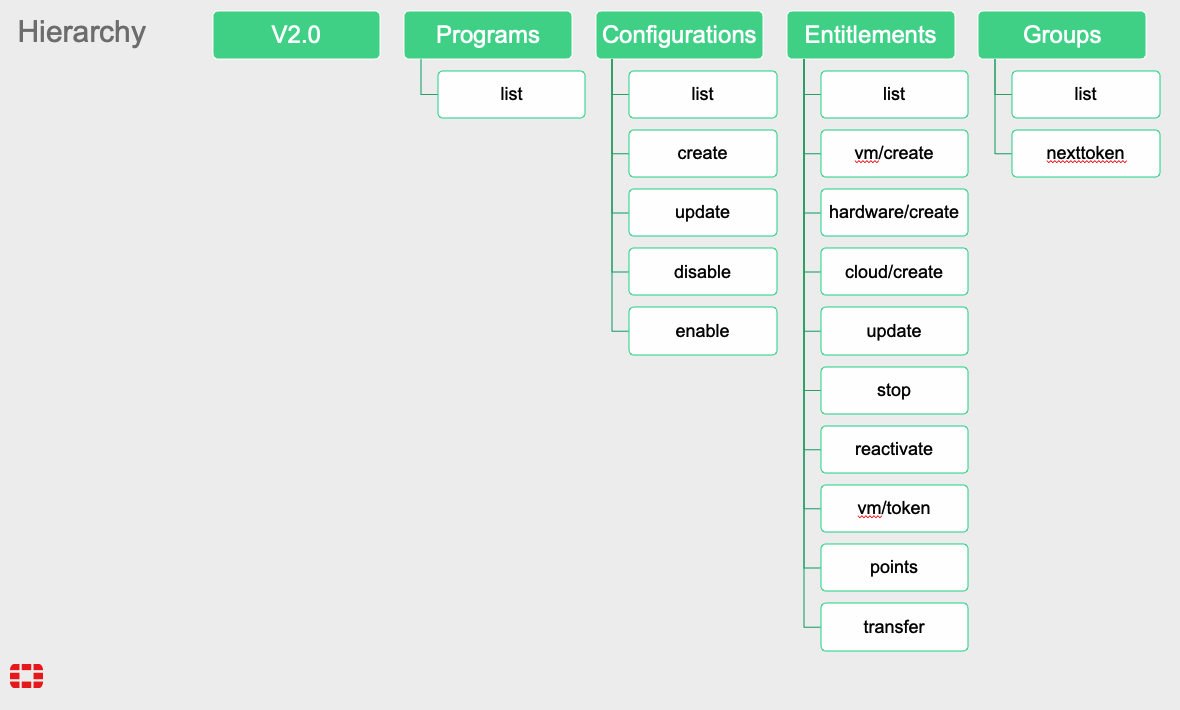 Hierarchy
V2.0
Programs
list
Configurations
list
create
update
disable
enable
Entitlements
list
vm/create
hardware/create
cloud/create
update
stop
reactivate
vm/token
points
transfer
Groups
list
nexttoken